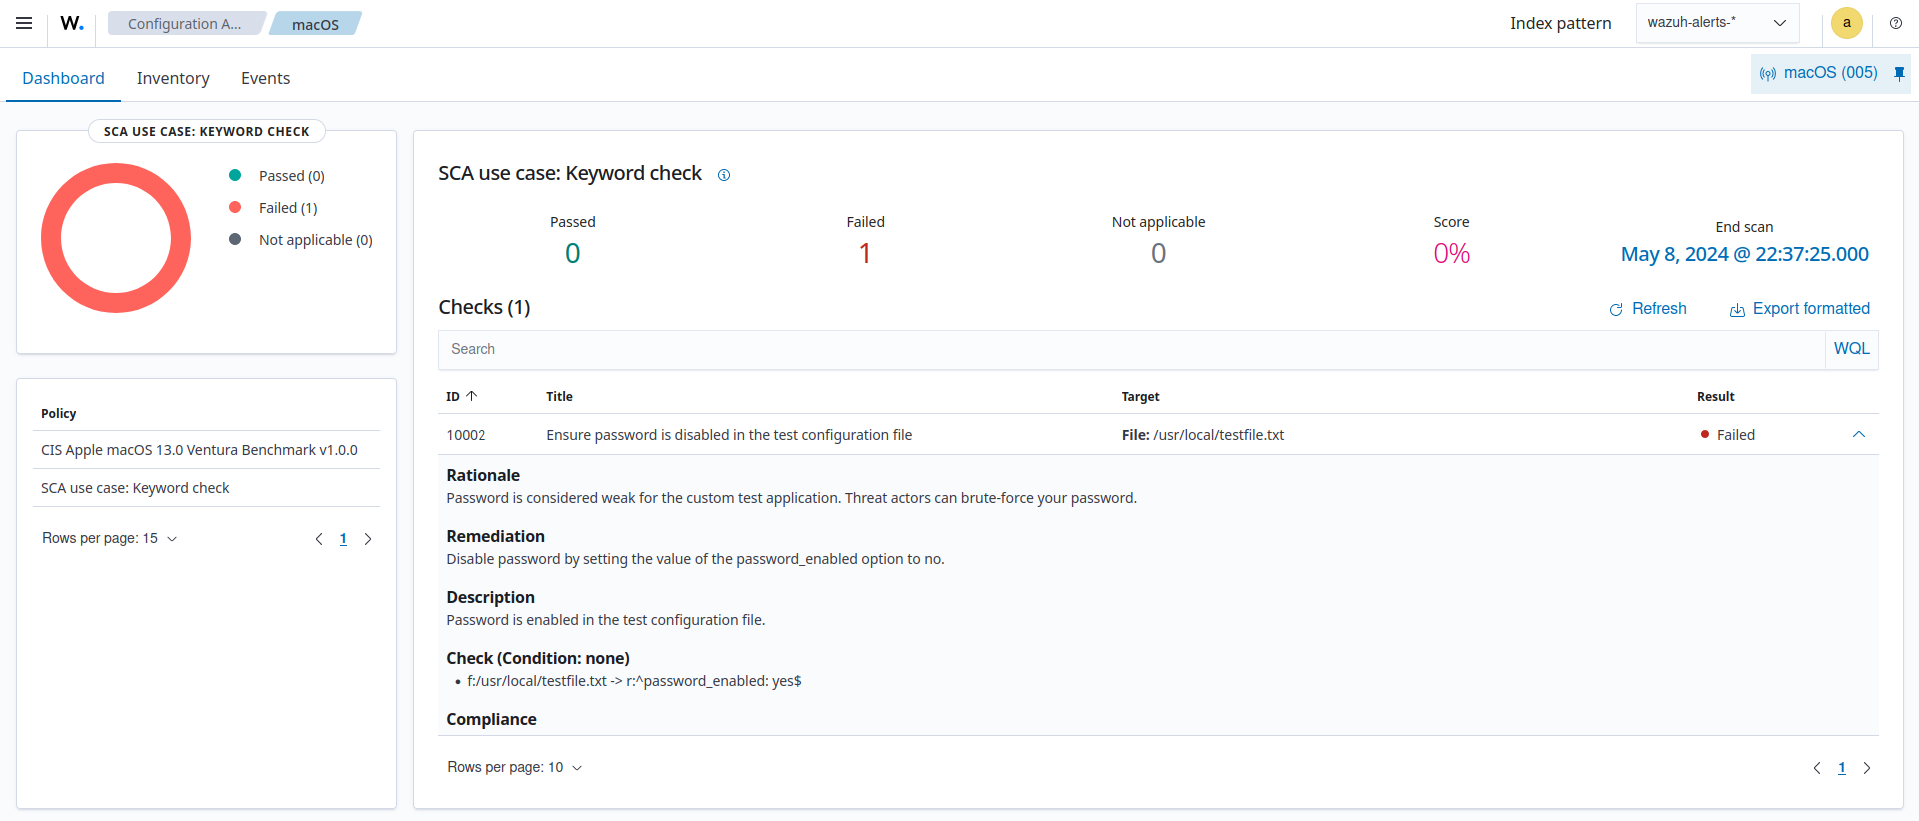 W. Configuration A... macOS Index pattern wazuh-alerts-* a
Dashboard Inventory Events macOS (005)
SCA USE CASE: KEYWORD CHECK
Passed (0)
Failed (1)
Not applicable (0)
Policy
CIS Apple macOS 13.0 Ventura Benchmark v1.0.0
SCA use case: Keyword check
Rows per page: 15 1
SCA use case: Keyword check
Passed Failed Not applicable Score End scan
0 1 0 0% May 8, 2024 @ 22:37:25.000
Checks (1) Refresh Export formatted
Search WQL
ID Title Target Result
10002 Ensure password is disabled in the test configuration file File: /usr/local/testfile.txt Failed
Rationale
Password is considered weak for the custom test application. Threat actors can brute-force your password.
Remediation
Disable password by setting the value of the password_enabled option to no.
Description
Password is enabled in the test configuration file.
Check (Condition: none)
• f:/usr/local/testfile.txt -> r:^password_enabled: yes$
Compliance
Rows per page: 10 1